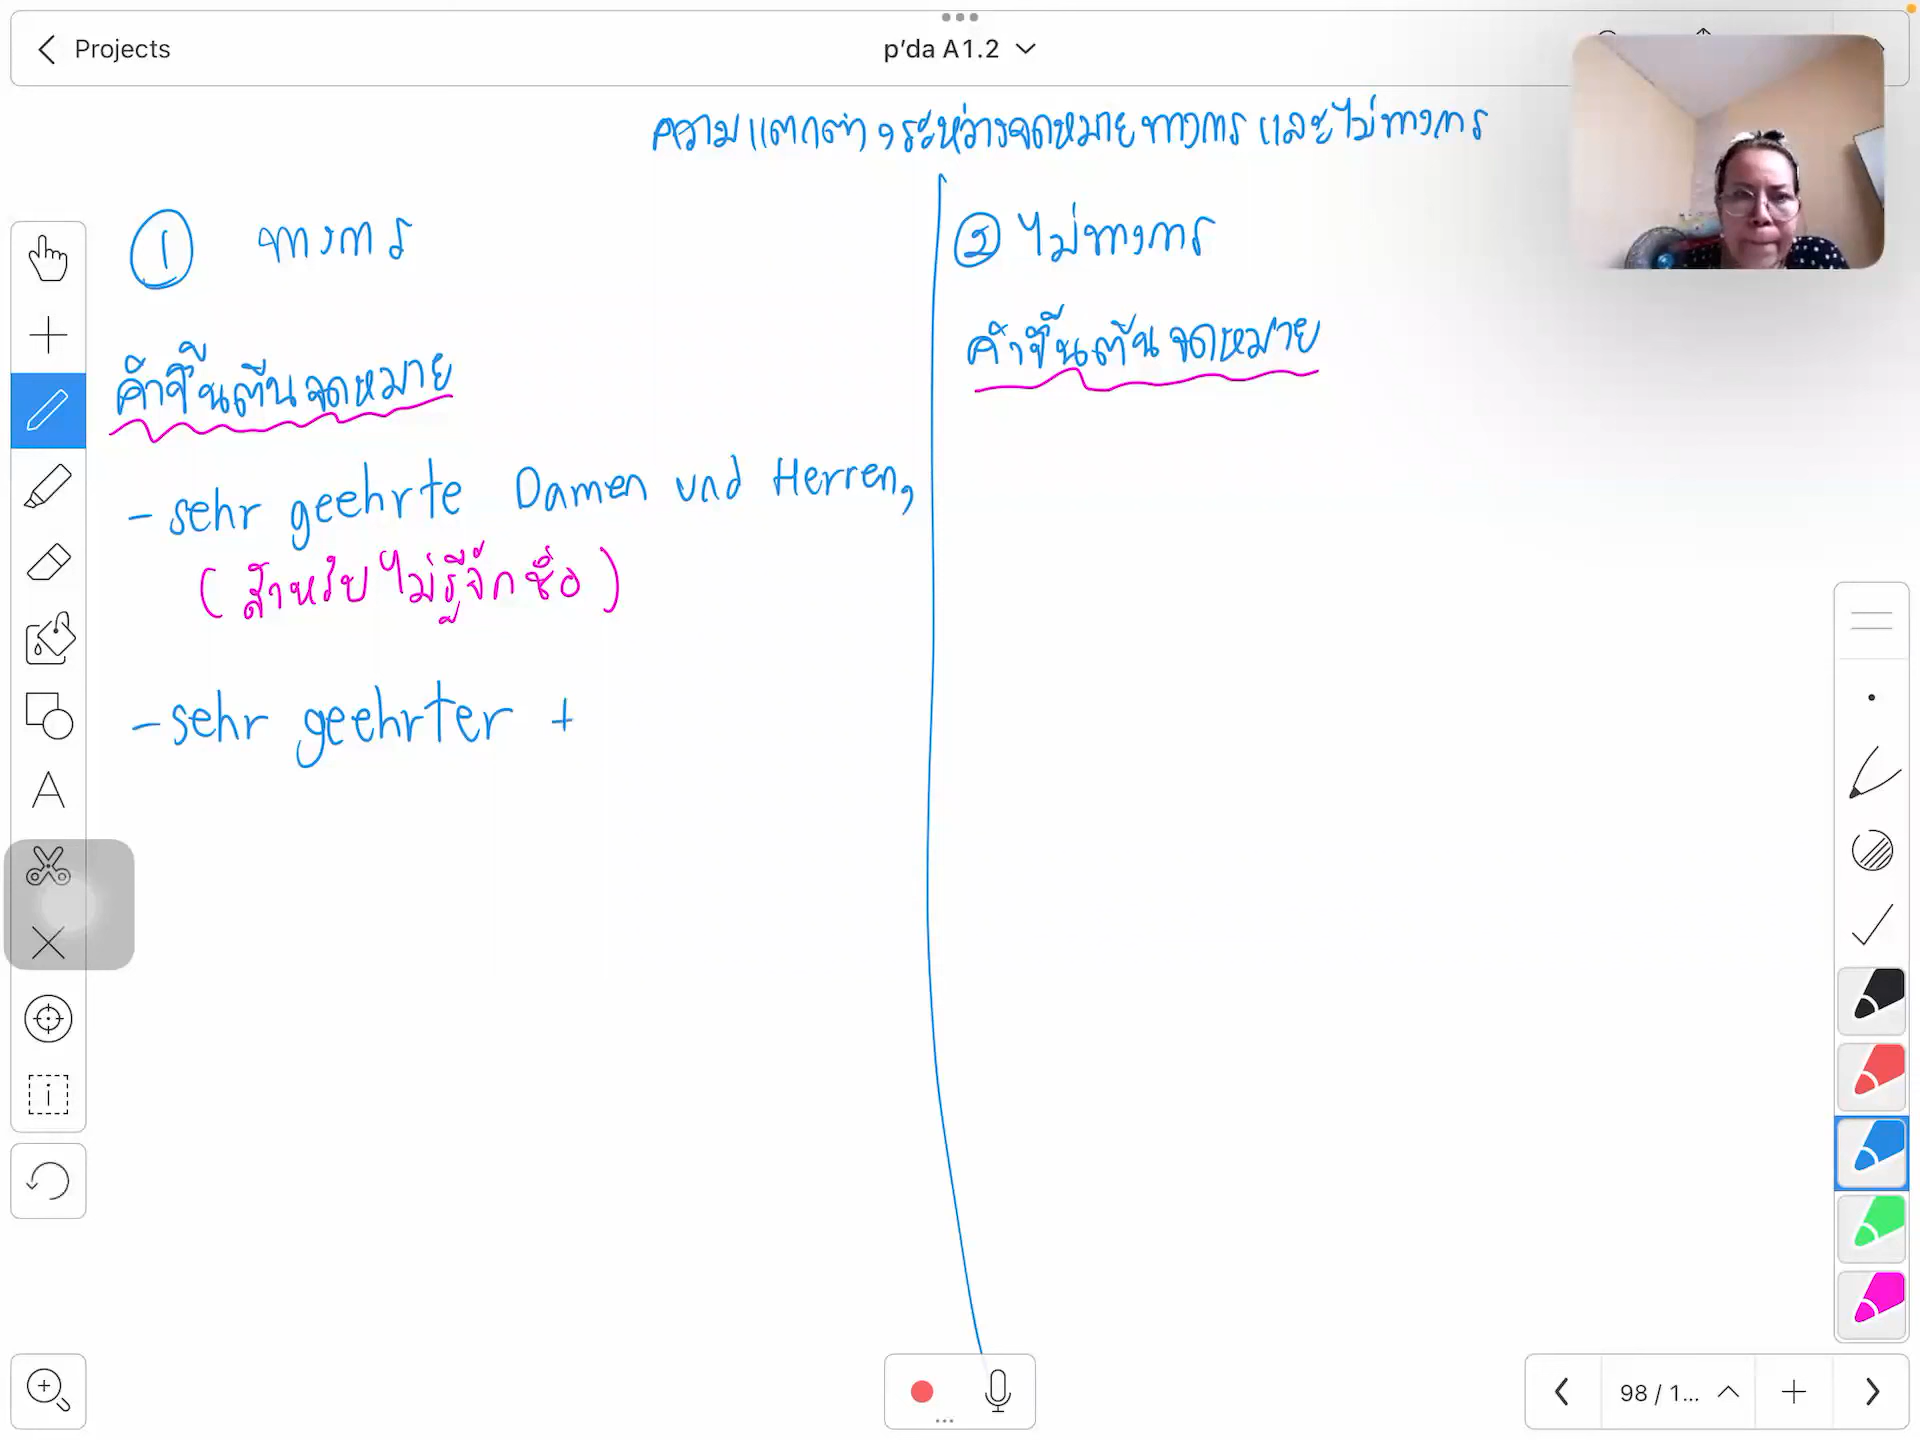 Projects
p'da A1.2
ความแตกต่างระหว่างจดหมายทางการ และไม่ทางการ
① ทางการ
คำขึ้นต้นจดหมาย
- sehr geehrte Damen und Herren,
(สำหรับไม่รู้จักชื่อ)
- sehr geehrter +
② ไม่ทางการ
คำขึ้นต้นจดหมาย
98 / 1...